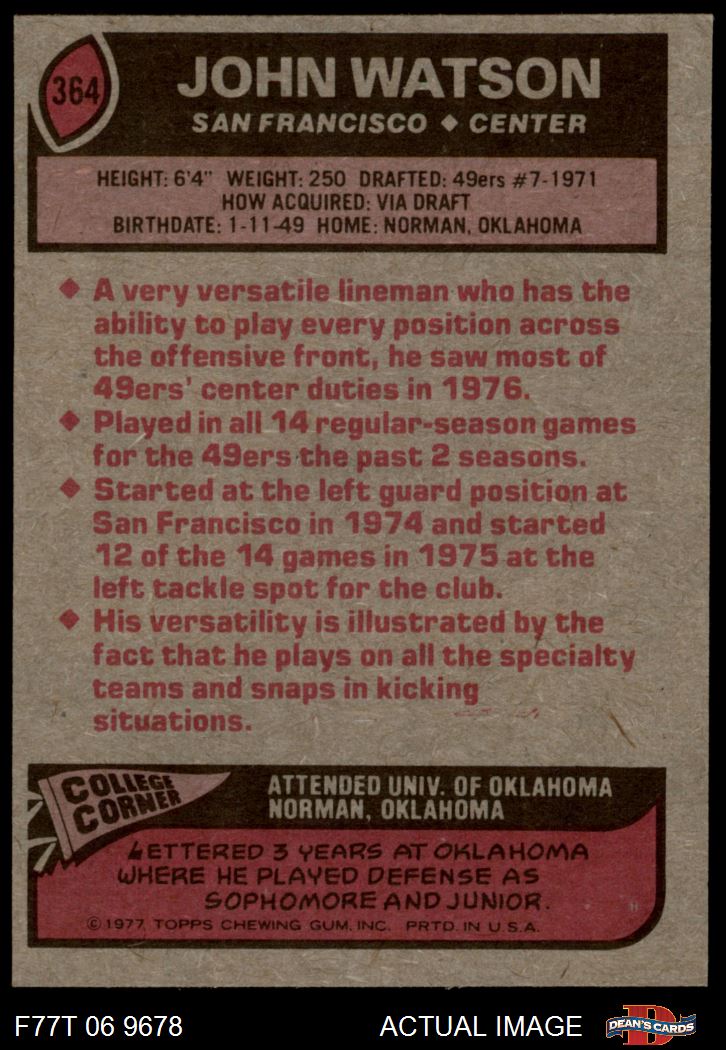 364
JOHN WATSON
SAN FRANCISCO ◆ CENTER
HEIGHT: 6'4" WEIGHT: 250 DRAFTED: 49ers #7-1971
HOW ACQUIRED: VIA DRAFT
BIRTHDATE: 1-11-49 HOME: NORMAN, OKLAHOMA
◆ A very versatile lineman who has the
ability to play every position across
the offensive front, he saw most of
49ers' center duties in 1976.
◆ Played in all 14 regular-season games
for the 49ers the past 2 seasons.
◆ Started at the left guard position at
San Francisco in 1974 and started
12 of the 14 games in 1975 at the
left tackle spot for the club.
◆ His versatility is illustrated by the
fact that he plays on all the specialty
teams and snaps in kicking
situations.
COLLEGE
CORNER
ATTENDED UNIV. OF OKLAHOMA
NORMAN, OKLAHOMA
LETTERED 3 YEARS AT OKLAHOMA
WHERE HE PLAYED DEFENSE AS
SOPHOMORE AND JUNIOR.
H
© 1977 TOPPS CHEWING GUM, INC. PRTD. IN U.S.A.
F77T 06 9678
ACTUAL IMAGE
D
DEAN'S CARDS